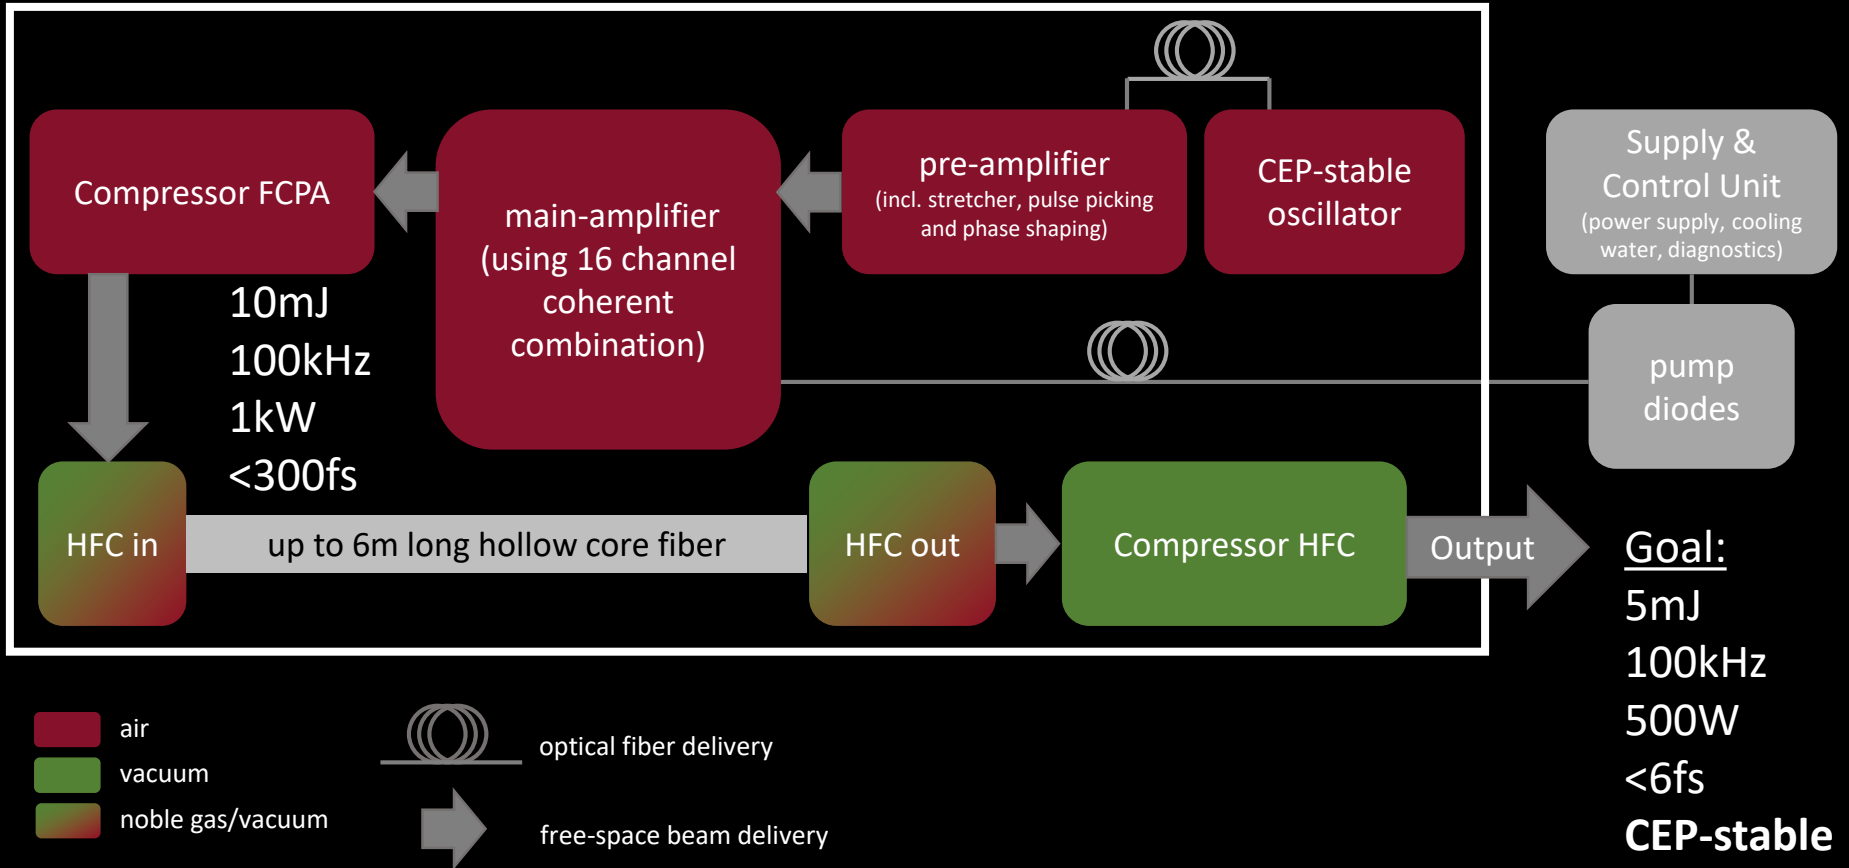 Compressor FCPA
main-amplifier
(using 16 channel
coherent
combination)
pre-amplifier
(incl. stretcher, pulse picking
and phase shaping)
CEP-stable
oscillator
Supply &
Control Unit
(power supply, cooling
water, diagnostics)
10mJ
100kHz
1kW
<300fs
pump
diodes
HFC in
up to 6m long hollow core fiber
HFC out
Compressor HFC
Output
Goal:
5mJ
100kHz
500W
<6fs
CEP-stable
air
vacuum
noble gas/vacuum
optical fiber delivery
free-space beam delivery